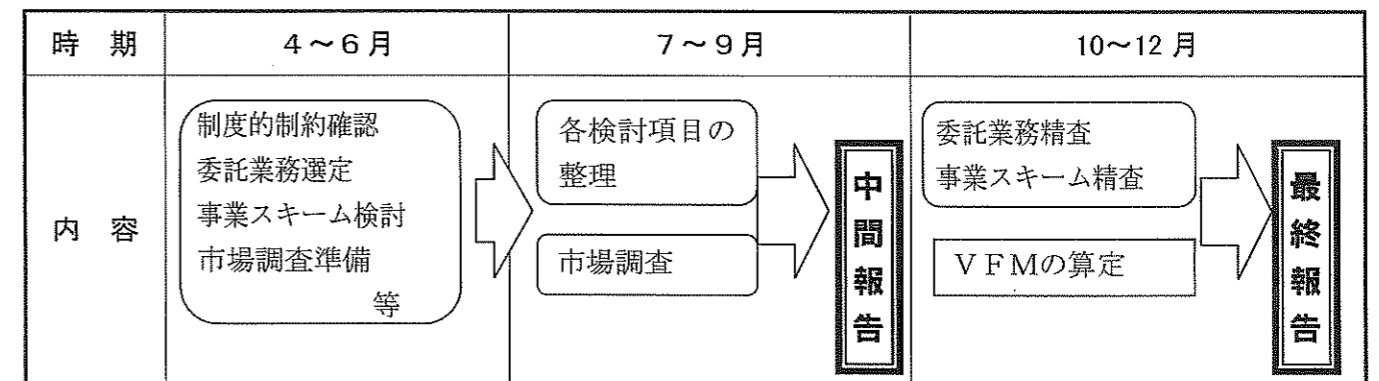 時 期
4～6月
7～9月
10～12 月
内 容
制度的制約確認
委託業務選定
事業スキーム検討
市場調査準備
等
各検討項目の
整理
市場調査
中間報告
委託業務精査
事業スキーム精査
ＶＦＭの算定
最終報告